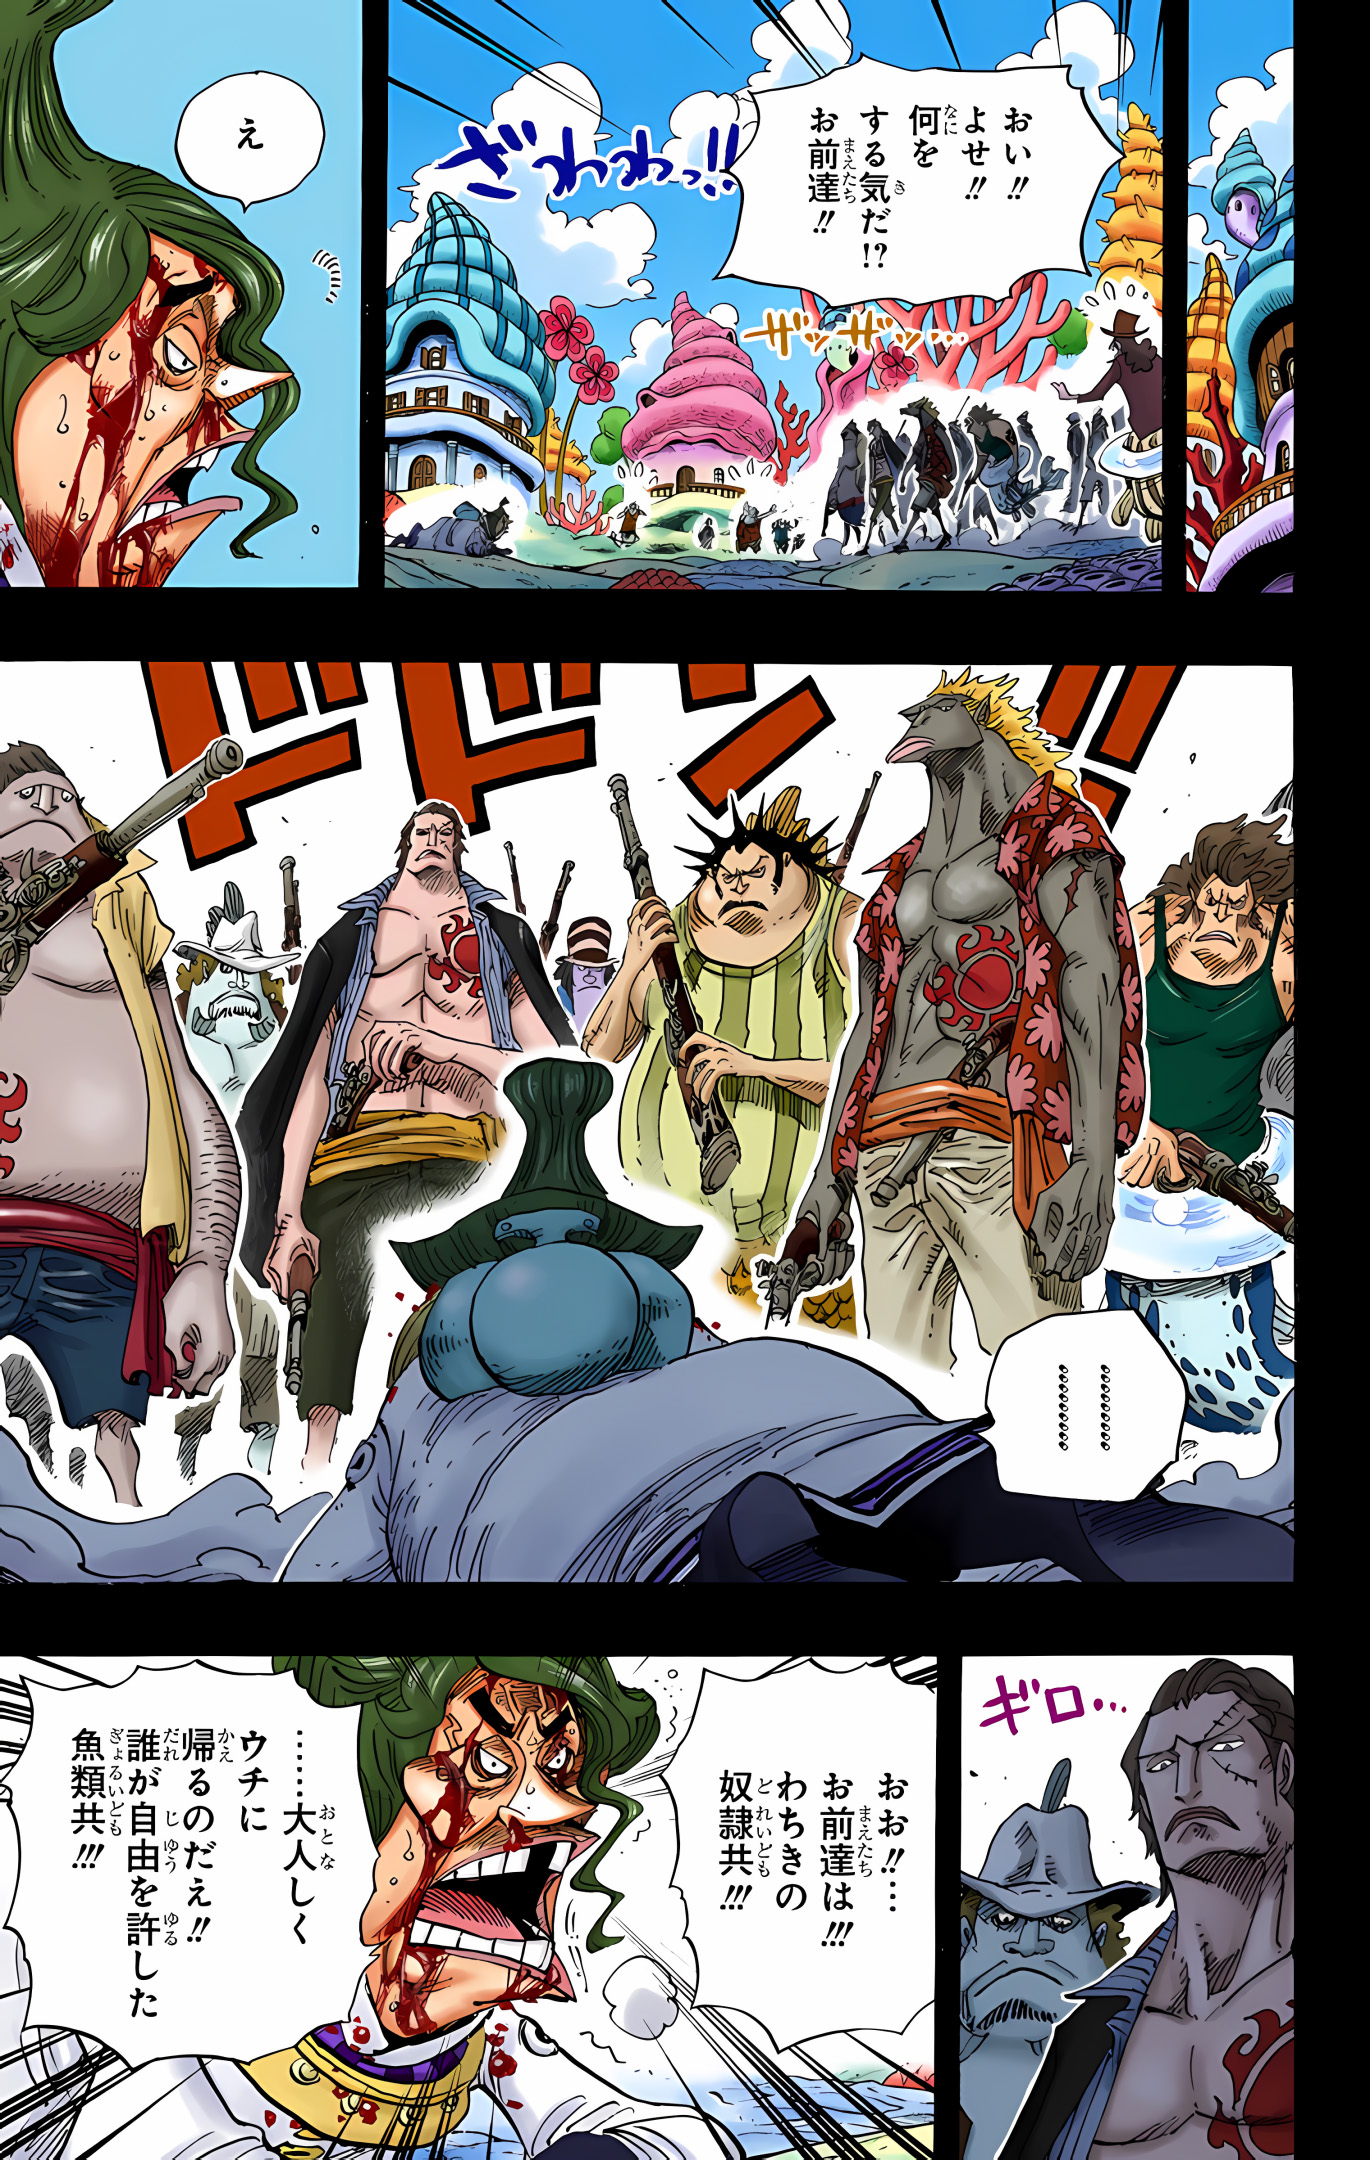 おい!!
よせ!!
何を
する気だ!?
お前達!!
ざわわっ!!
ザッザッ…
え
ドドン!!
………………
………………
ギロ…
おお!!…
お前達は!!!
わちきの
奴隷共!!!
……大人しく
ウチに
帰るのだぇ!!
誰が自由を許した
魚類共!!!